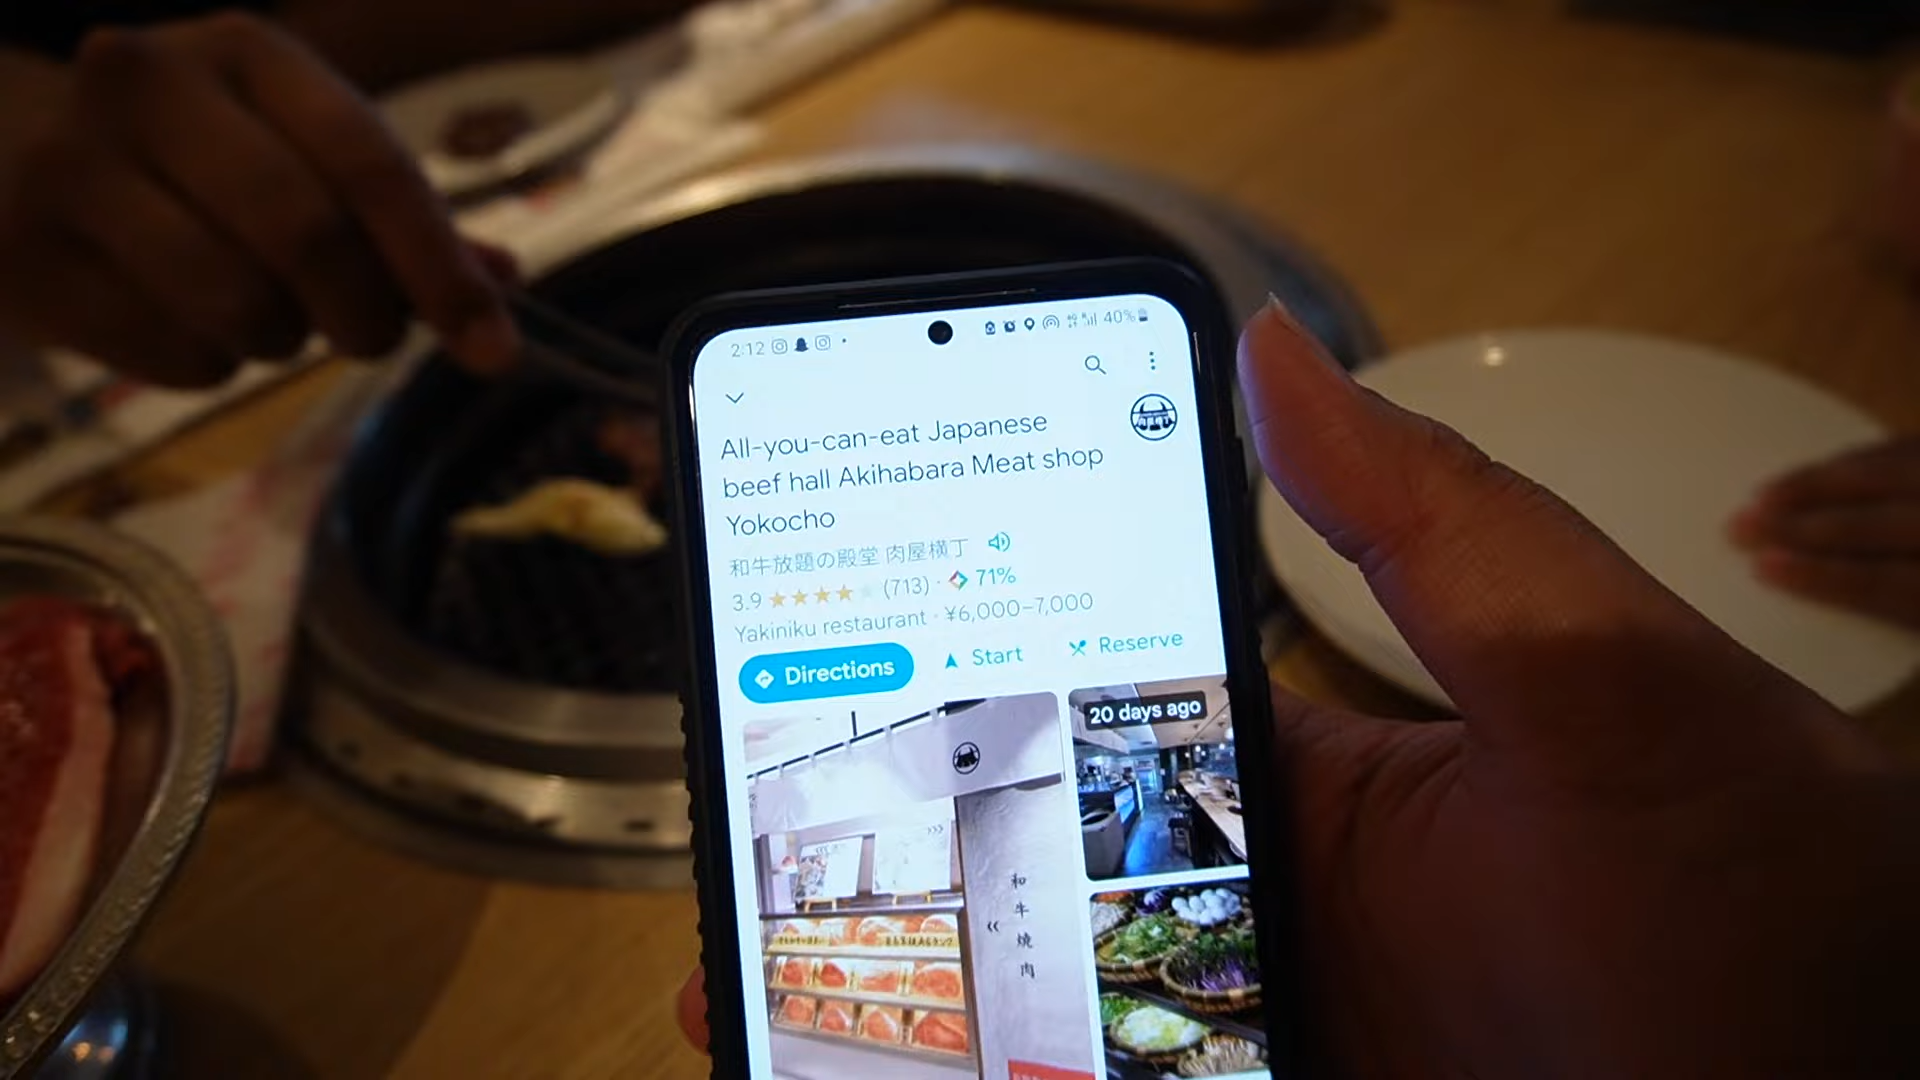 2:12
40%
All-you-can-eat Japanese
beef hall Akihabara Meat shop
Yokocho
和牛放題の殿堂 肉屋横丁
3.9 (713) · 71%
Yakiniku restaurant · ¥6,000–7,000
Directions
Start
Reserve
20 days ago
和牛焼肉